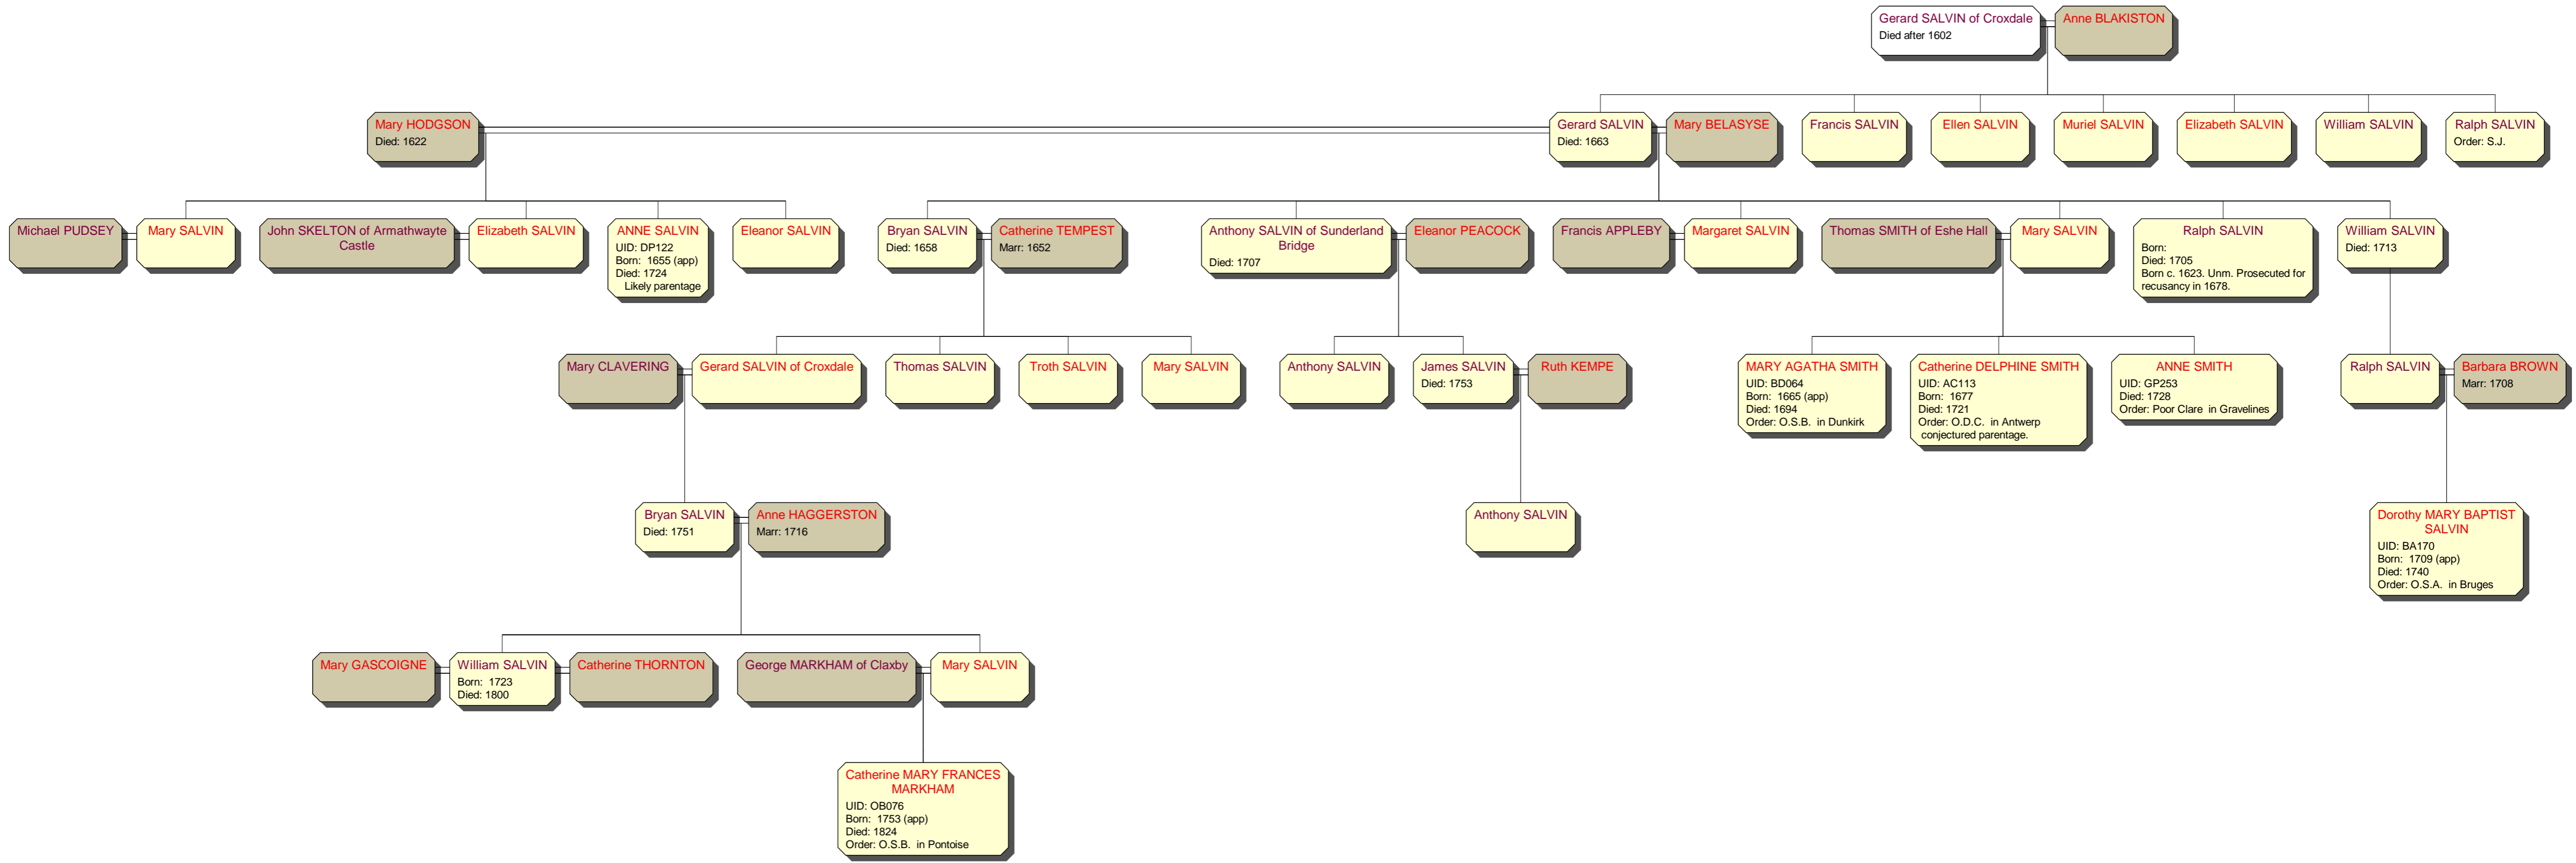 Gerard SALVIN of Croxdale
Died after 1602
Anne BLAKISTON
Mary HODGSON
Died: 1622
Gerard SALVIN
Died: 1663
Mary BELASYSE
Francis SALVIN
Ellen SALVIN
Muriel SALVIN
Elizabeth SALVIN
William SALVIN
Ralph SALVIN
Order: S.J.
Michael PUDSEY
Mary SALVIN
John SKELTON of Armathwayte
Castle
Elizabeth SALVIN
ANNE SALVIN
UID: DP122
Born: 1655 (app)
Died: 1724
Likely parentage
Eleanor SALVIN
Bryan SALVIN
Died: 1658
Catherine TEMPEST
Marr: 1652
Anthony SALVIN of Sunderland
Bridge
Died: 1707
Eleanor PEACOCK
Francis APPLEBY
Margaret SALVIN
Thomas SMITH of Eshe Hall
Mary SALVIN
Ralph SALVIN
Born:
Died: 1705
Born c. 1623. Unm. Prosecuted for
recusancy in 1678.
William SALVIN
Died: 1713
Mary CLAVERING
Gerard SALVIN of Croxdale
Thomas SALVIN
Troth SALVIN
Mary SALVIN
Anthony SALVIN
James SALVIN
Died: 1753
Ruth KEMPE
MARY AGATHA SMITH
UID: BD064
Born: 1665 (app)
Died: 1694
Order: O.S.B. in Dunkirk
Catherine DELPHINE SMITH
UID: AC113
Born: 1677
Died: 1721
Order: O.D.C. in Antwerp
conjectured parentage.
ANNE SMITH
UID: GP253
Died: 1728
Order: Poor Clare in Gravelines
Ralph SALVIN
Barbara BROWN
Marr: 1708
Bryan SALVIN
Died: 1751
Anne HAGGERSTON
Marr: 1716
Anthony SALVIN
Dorothy MARY BAPTIST
SALVIN
UID: BA170
Born: 1709 (app)
Died: 1740
Order: O.S.A. in Bruges
Mary GASCOIGNE
William SALVIN
Born: 1723
Died: 1800
Catherine THORNTON
George MARKHAM of Claxby
Mary SALVIN
Catherine MARY FRANCES
MARKHAM
UID: OB076
Born: 1753 (app)
Died: 1824
Order: O.S.B. in Pontoise